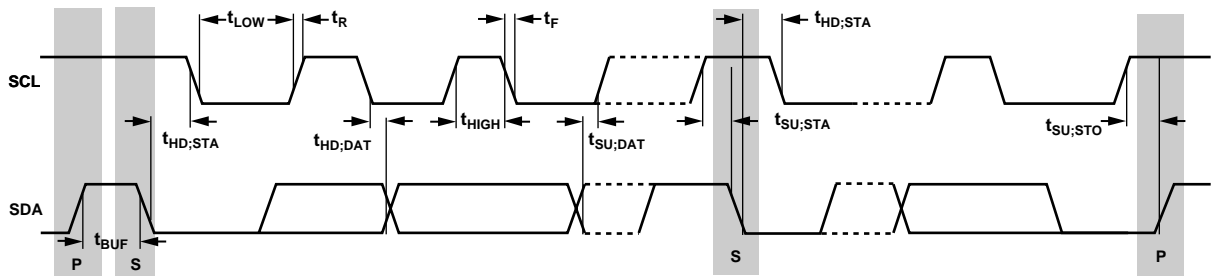 tLOW
tR
tF
tHD;STA
SCL
tHD;STA
tHD;DAT
tHIGH
tSU;DAT
tSU;STA
tSU;STO
SDA
tBUF
P
S
S
P